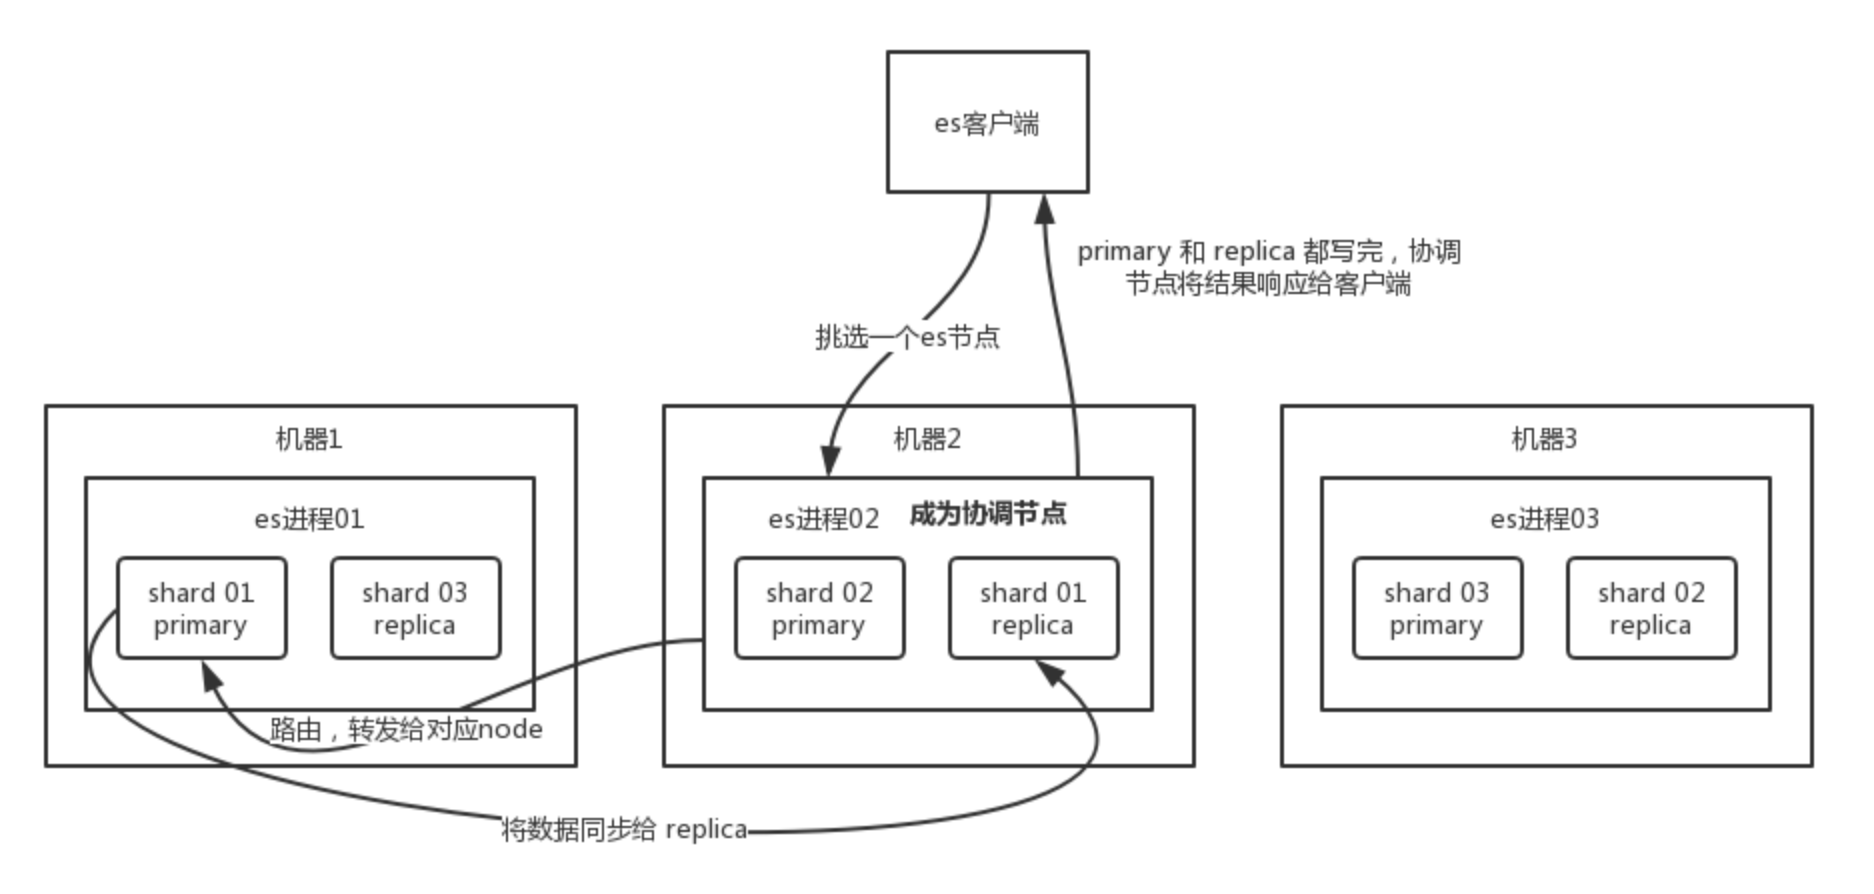 es客户端
primary 和 replica 都写完，协调
节点将结果响应给客户端
挑选一个es节点
机器1
es进程01
shard 01
primary
shard 03
replica
路由，转发给对应node
机器2
es进程02
成为协调节点
shard 02
primary
shard 01
replica
机器3
es进程03
shard 03
primary
shard 02
replica
将数据同步给 replica